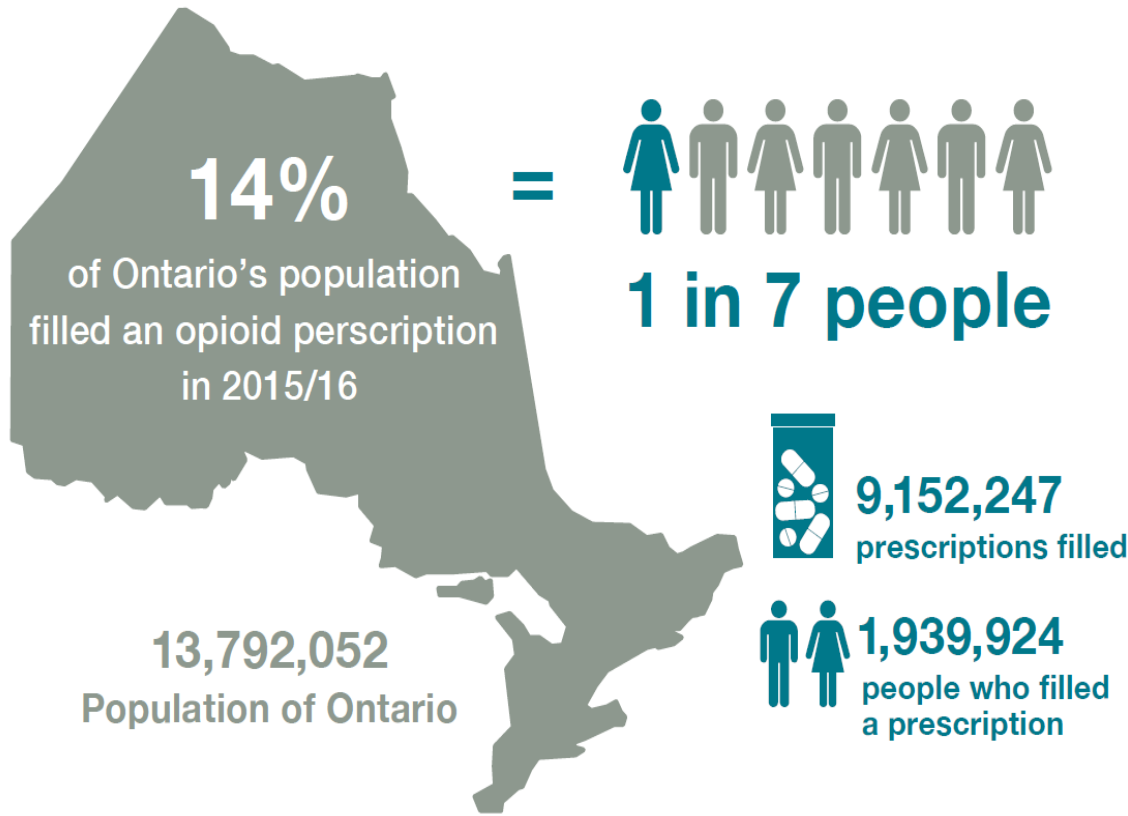 14%
of Ontario's population
filled an opioid perscription
in 2015/16
=
1 in 7 people
9,152,247
prescriptions filled
1,939,924
people who filled
a prescription
13,792,052
Population of Ontario